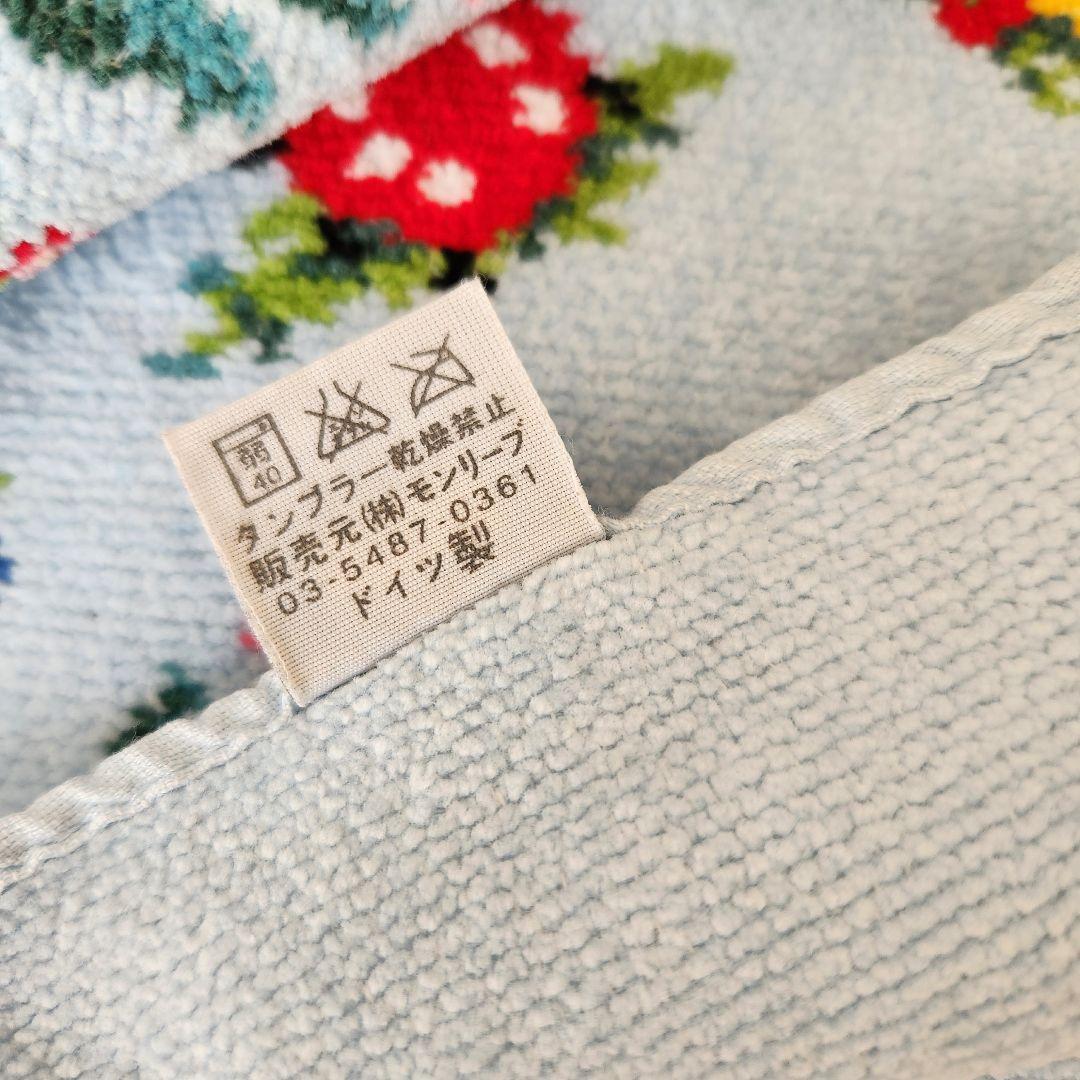 弱
40
タンブラー乾燥禁止
販売元(株)モンリーブ
03-5487-0361
ドイツ製